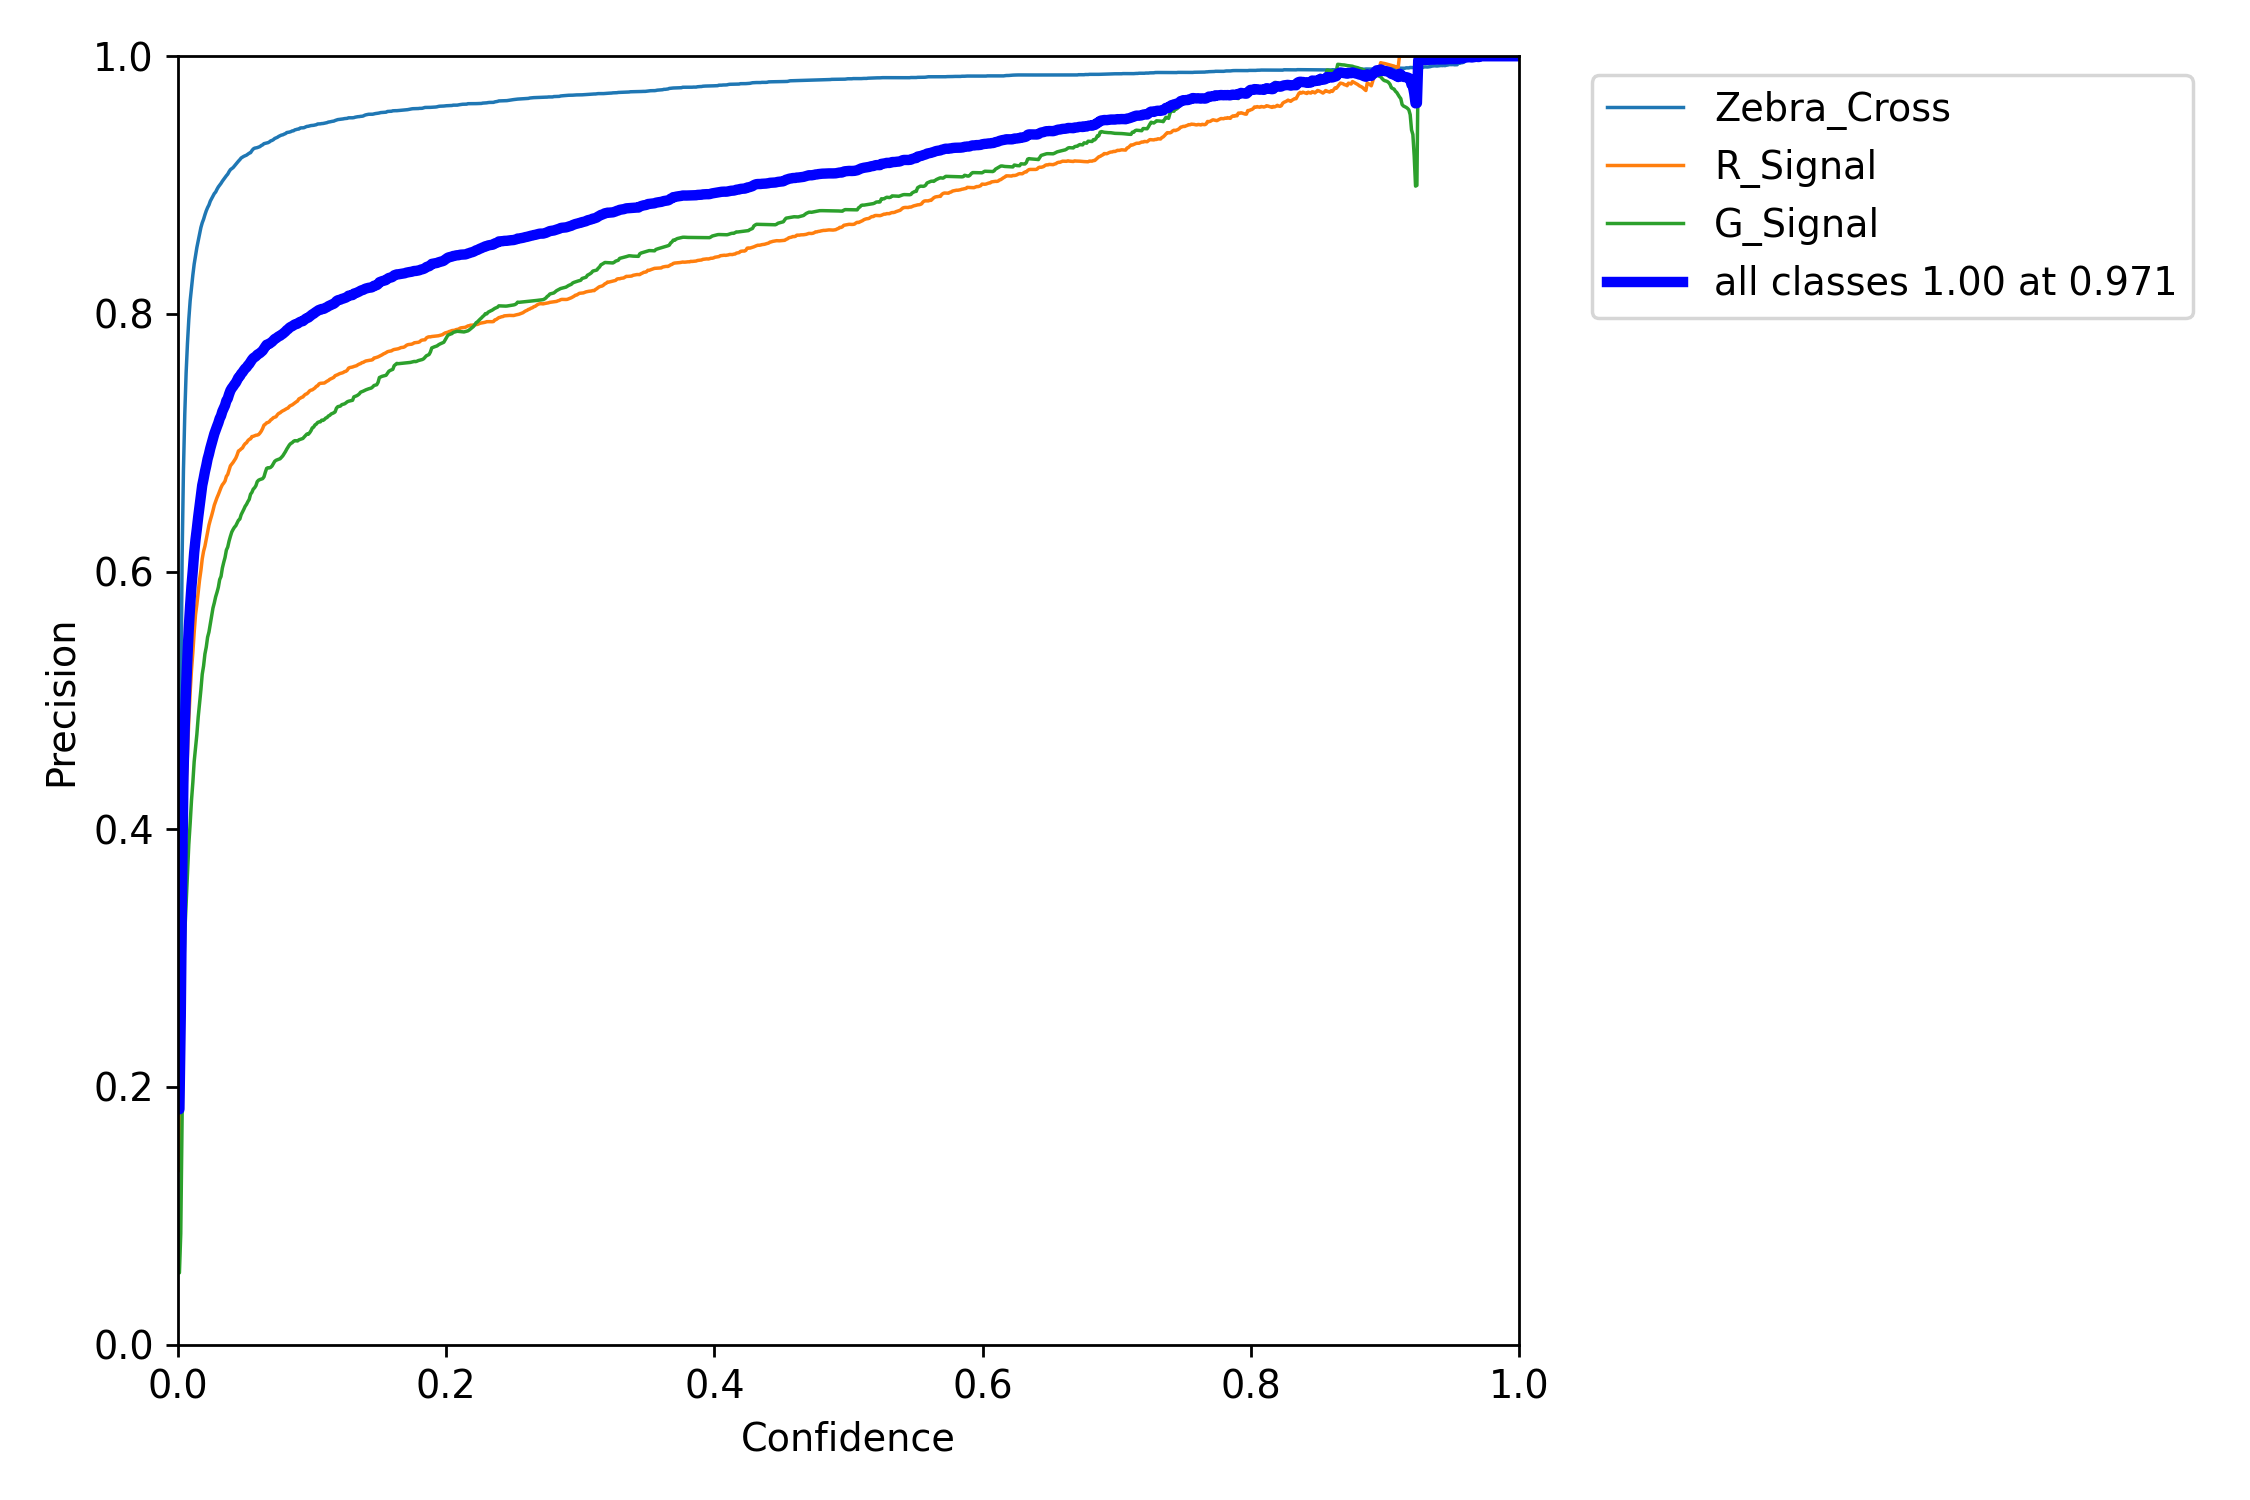 1.0
0.8
0.6
0.4
0.2
0.0
Precision
0.0 0.2 0.4 0.6 0.8 1.0
Confidence
Zebra_Cross
R_Signal
G_Signal
all classes 1.00 at 0.971